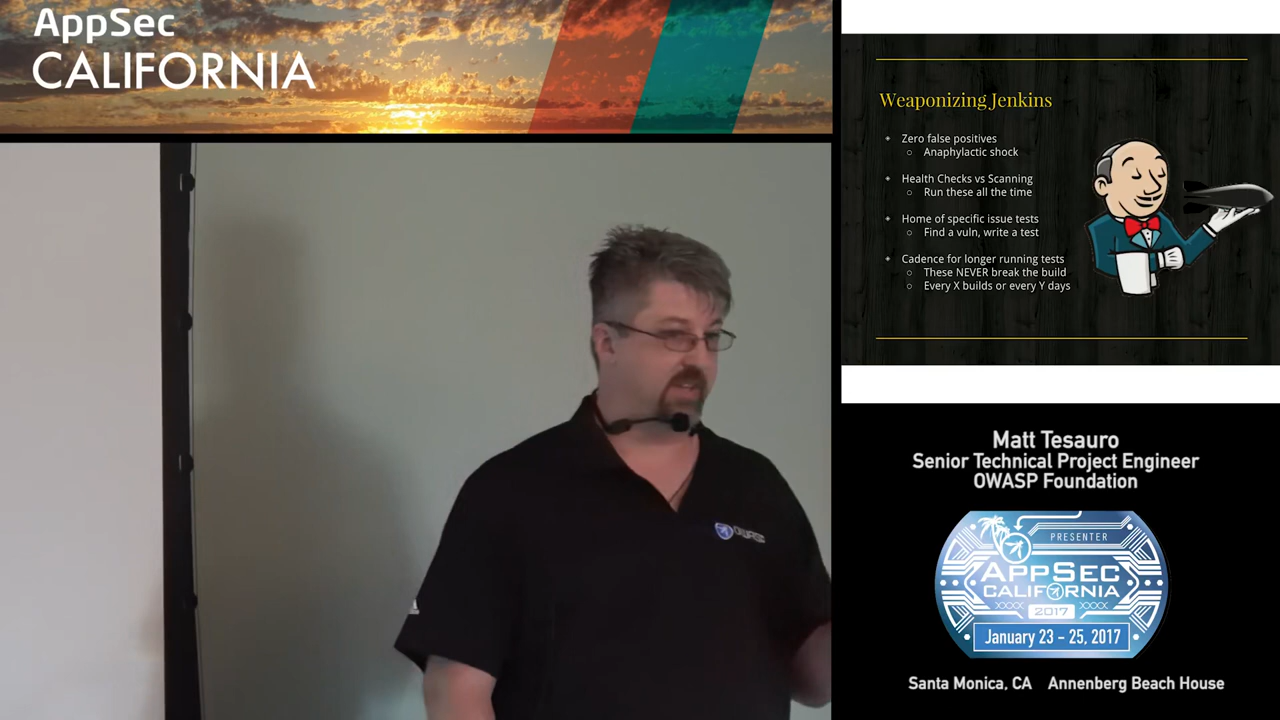 AppSec
CALIFORNIA
Weaponizing Jenkins
Zero false positives
Anaphylactic shock
Health Checks vs Scanning
Run these all the time
Home of specific issue tests
Find a vuln, write a test
Cadence for longer running tests
These NEVER break the build
Every X builds or every Y days
OWASP
Matt Tesauro
Senior Technical Project Engineer
OWASP Foundation
PRESENTER
APPSEC
CALIFORNIA
XXXX 2017 XXXX
January 23 - 25, 2017
Santa Monica, CA Annenberg Beach House